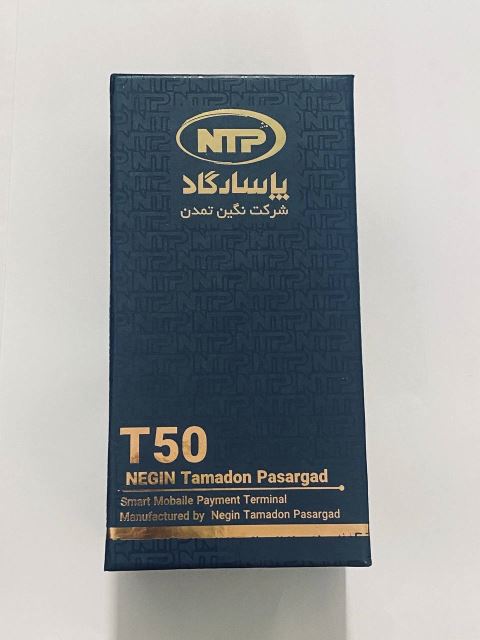 NTP
پاسارگاد
شرکت نگین تمدن
T50
NEGIN Tamadon Pasargad
Smart Mobaile Payment Terminal
Manufactured by Negin Tamadon Pasargad